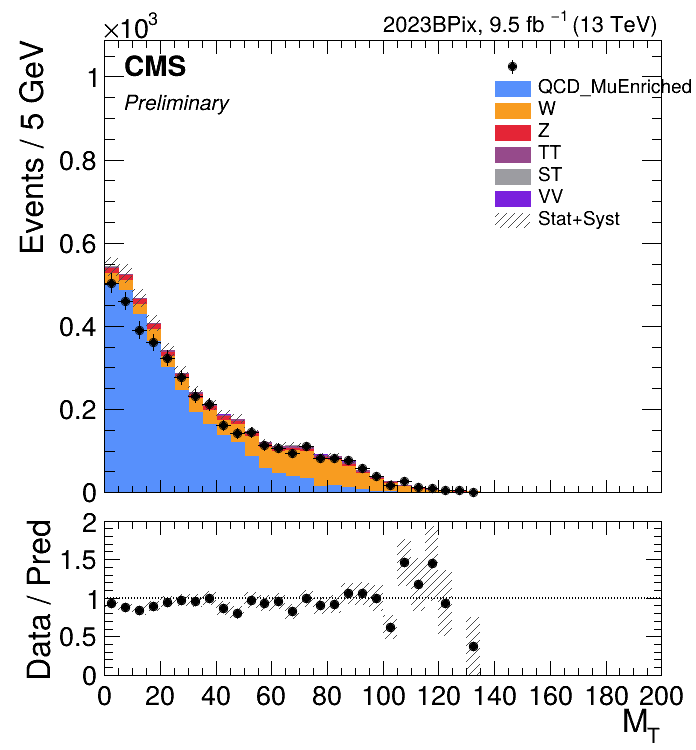 ×10³
2023BPix, 9.5 fb⁻¹ (13 TeV)
CMS
Preliminary
QCD_MuEnriched
W
Z
TT
ST
VV
Stat+Syst
Events / 5 GeV
1
0.8
0.6
0.4
0.2
0
Data / Pred
2
1.5
1
0.5
0
0 20 40 60 80 100 120 140 160 180 200
M_T